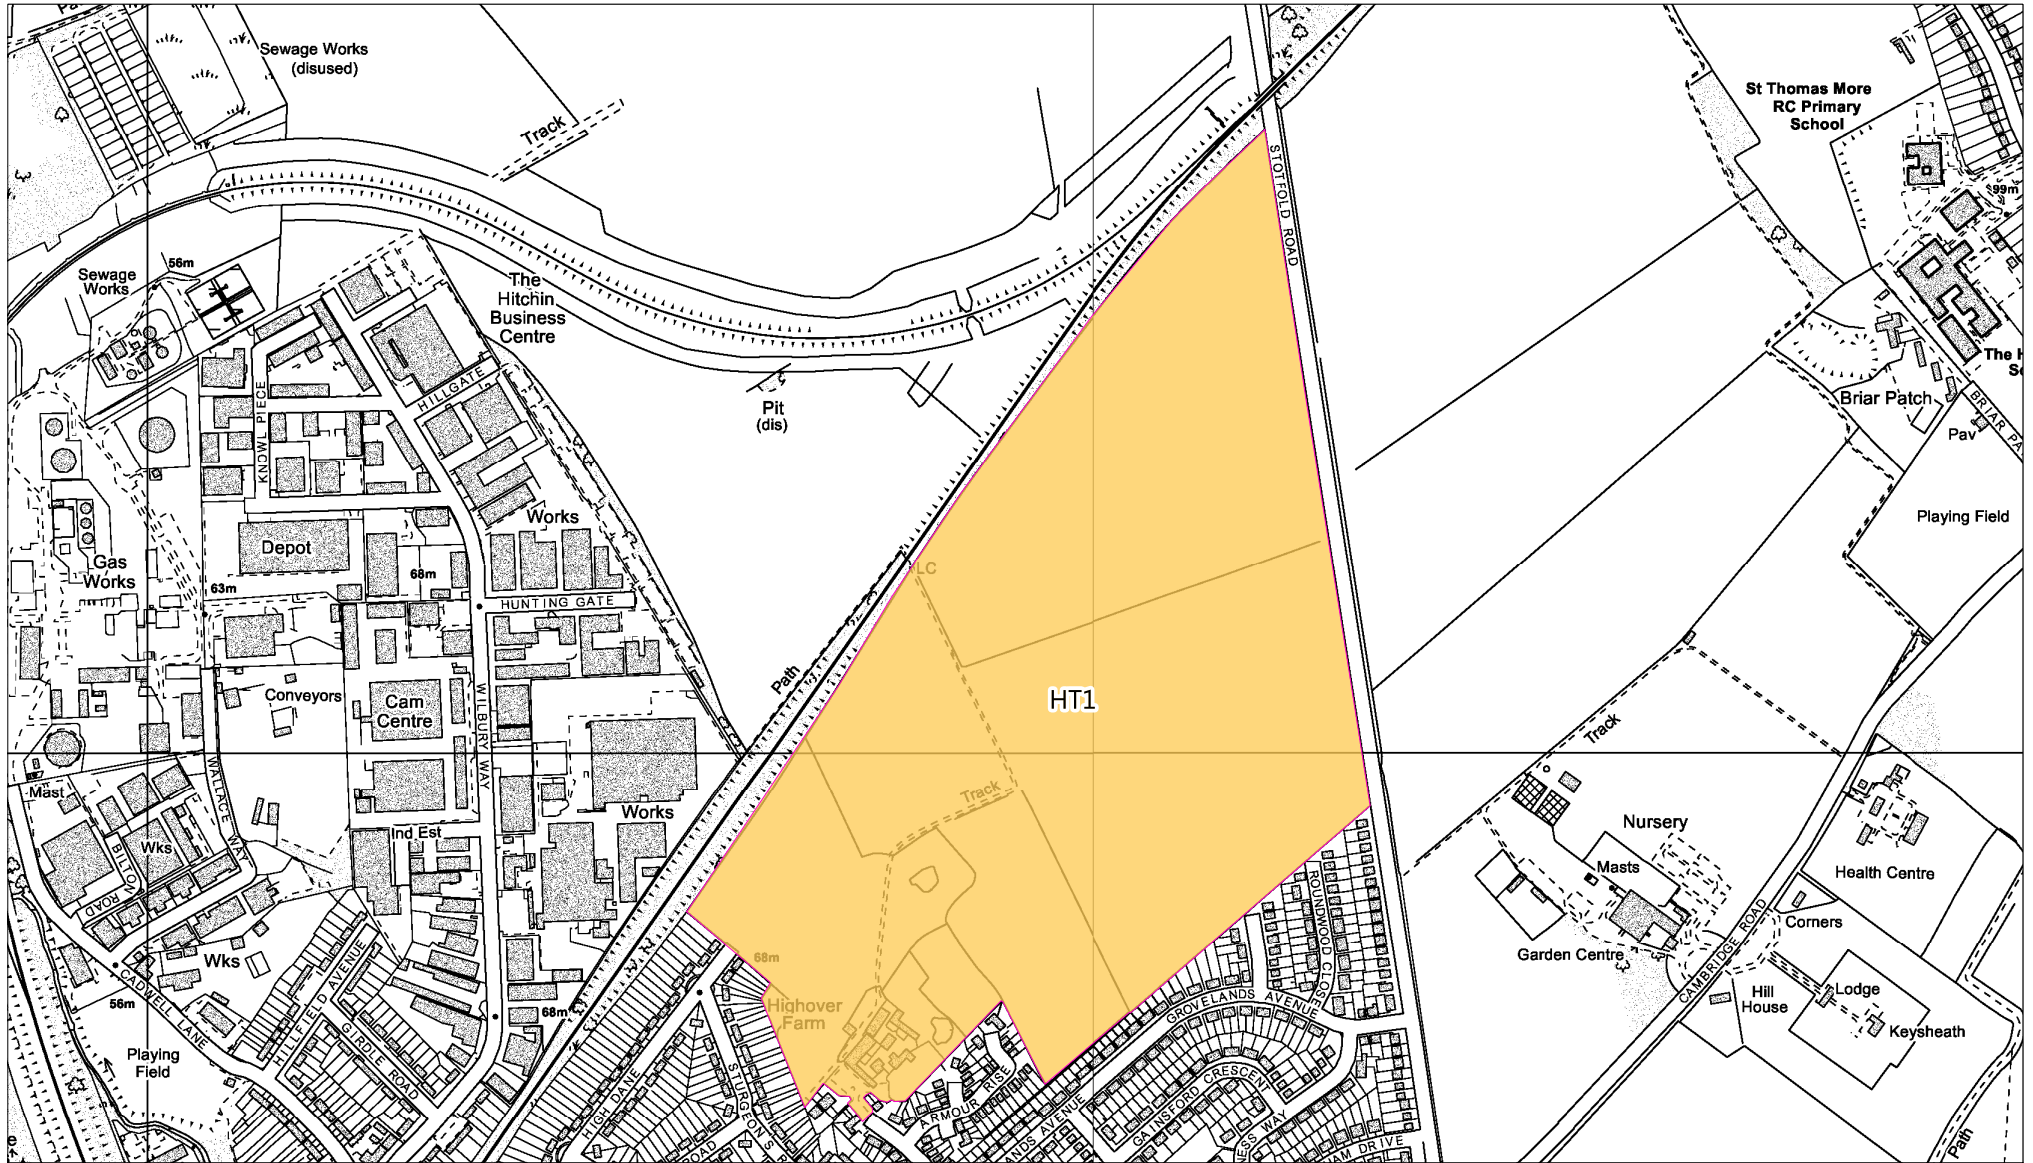 Sewage Works
(disused)
Track
St Thomas More
RC Primary
School
99m
STOTFOLD ROAD
56m
Sewage
Works
The
Hitchin
Business
Centre
HILLGATE
KNOWL PIECE
Pit
(dis)
Briar Patch
Pav
Playing Field
Works
Depot
Gas
Works
68m
63m
HUNTING GATE
LC
Path
Conveyors
Cam
Centre
WILBURY WAY
HT1
Track
Track
Mast
WALLACE WAY
Wks
BILTON
ROAD
Ind Est
Works
Nursery
Masts
Health Centre
ROUNDWOOD CLOSE
Corners
Garden Centre
CAMBRIDGE ROAD
68m
Wks
CADWELL LANE
56m
HILLFIELD AVENUE
GIRDLE ROAD
68m
Highover
Farm
GROVELANDS AVENUE
Hill
House
Lodge
Keysheath
Playing
Field
HIGH DANE
ARMOUR RISE
GAINSFORD CRESCENT
ROAD
Path